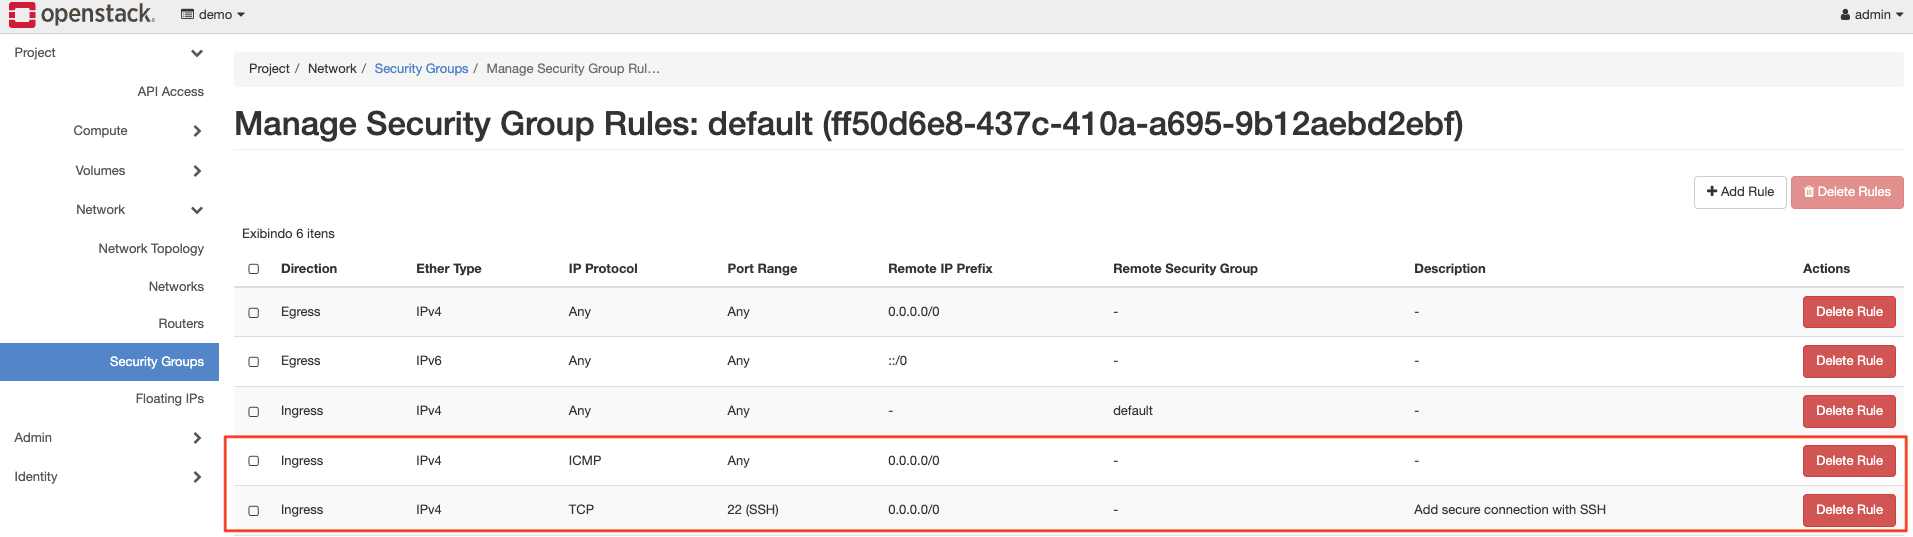 openstack. demo admin
Project
API Access
Compute
Volumes
Network
Network Topology
Networks
Routers
Security Groups
Floating IPs
Admin
Identity
Project / Network / Security Groups / Manage Security Group Rul…
Manage Security Group Rules: default (ff50d6e8-437c-410a-a695-9b12aebd2ebf)
Add Rule Delete Rules
Exibindo 6 itens
Direction Ether Type IP Protocol Port Range Remote IP Prefix Remote Security Group Description Actions
Egress IPv4 Any Any 0.0.0.0/0 - - Delete Rule
Egress IPv6 Any Any ::/0 - - Delete Rule
Ingress IPv4 Any Any - default - Delete Rule
Ingress IPv4 ICMP Any 0.0.0.0/0 - - Delete Rule
Ingress IPv4 TCP 22 (SSH) 0.0.0.0/0 - Add secure connection with SSH Delete Rule